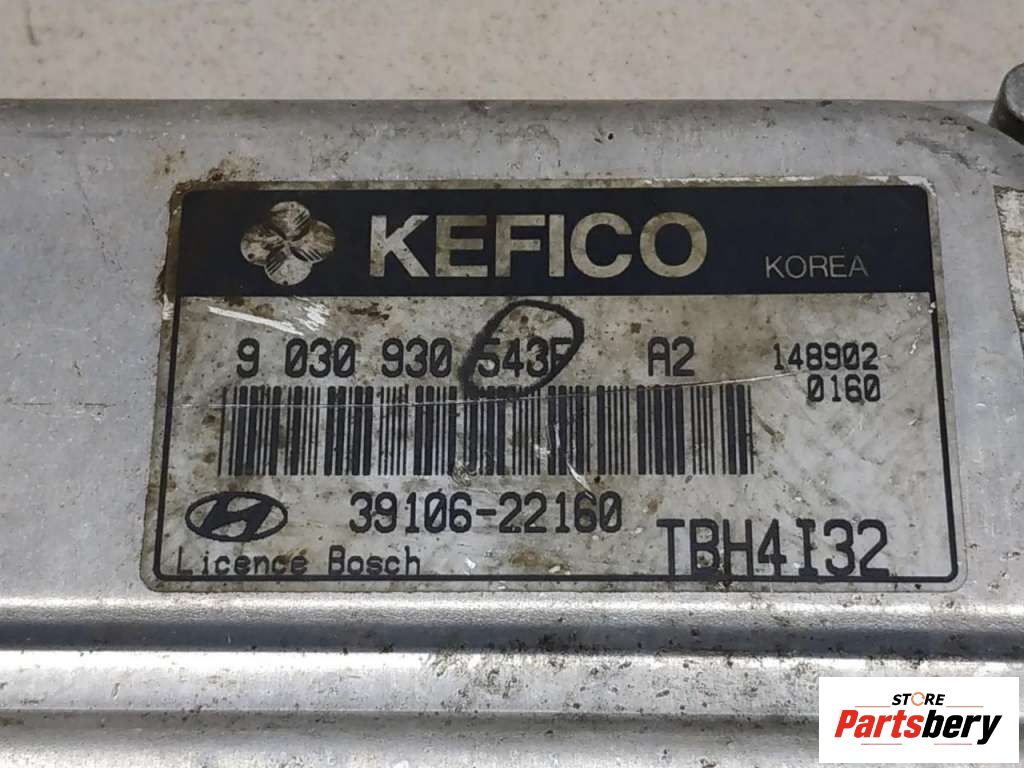 KEFICO KOREA
9 030 930 543F A2 148902
0160
39106-22160
Licence Bosch TBH4I32
STORE
Partsbery